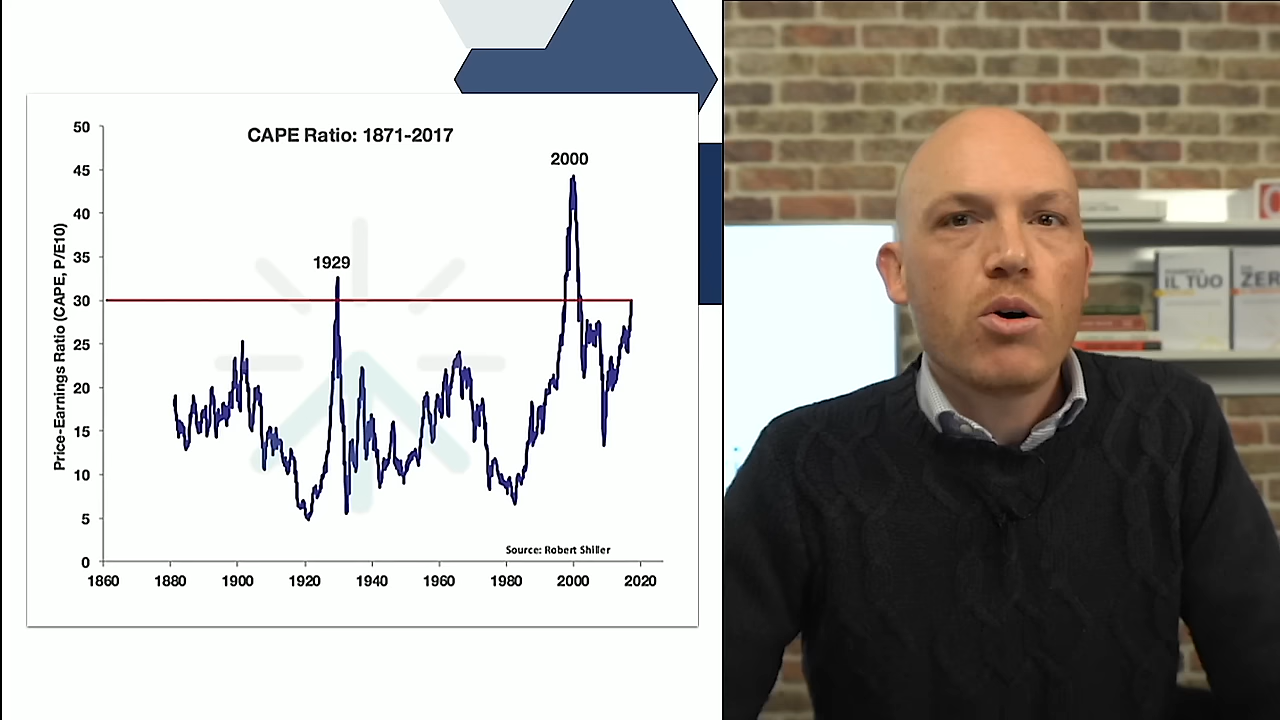 CAPE Ratio: 1871-2017
Price-Earnings Ratio (CAPE, P/E10)
50
45
40
35
30
25
20
15
10
5
0
1929
2000
Source: Robert Shiller
1860 1880 1900 1920 1940 1960 1980 2000 2020
IL TUO
ZER